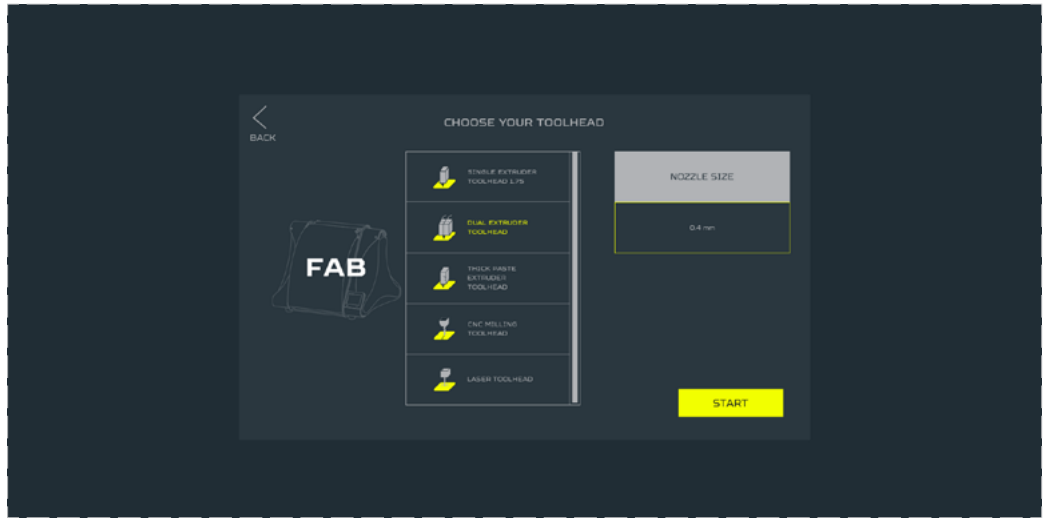 BACK
CHOOSE YOUR TOOLHEAD
FAB
SINGLE EXTRUDER
TOOLHEAD 1.75
DUAL EXTRUDER
TOOLHEAD
THICK PASTE
EXTRUDER
TOOLHEAD
CNC MILLING
TOOLHEAD
LASER TOOLHEAD
NOZZLE SIZE
0.4 mm
START